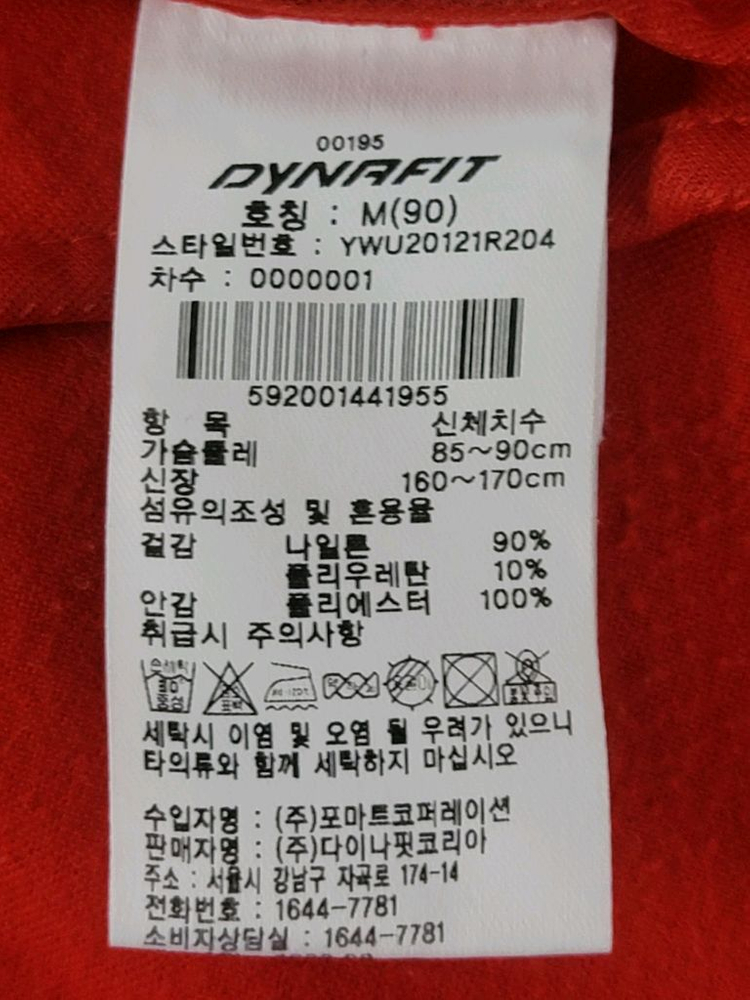 00195
DYNAFIT
호칭 : M(90)
스타일번호 : YWU20121R204
차수 : 0000001
592001441955
항 목 신체치수
가슴둘레 85~90cm
신장 160~170cm
섬유의조성 및 혼용율
겉감 나일론 90%
폴리우레탄 10%
안감 폴리에스터 100%
취급시 주의사항
손세탁
중성
세탁시 이염 및 오염 될 우려가 있으니
타의류와 함께 세탁하지 마십시오
수입자명 : (주)포마트코퍼레이션
판매자명 : (주)다이나핏코리아
주소 : 서울시 강남구 자곡로 174-14
전화번호 : 1644-7781
소비자상담실 : 1644-7781